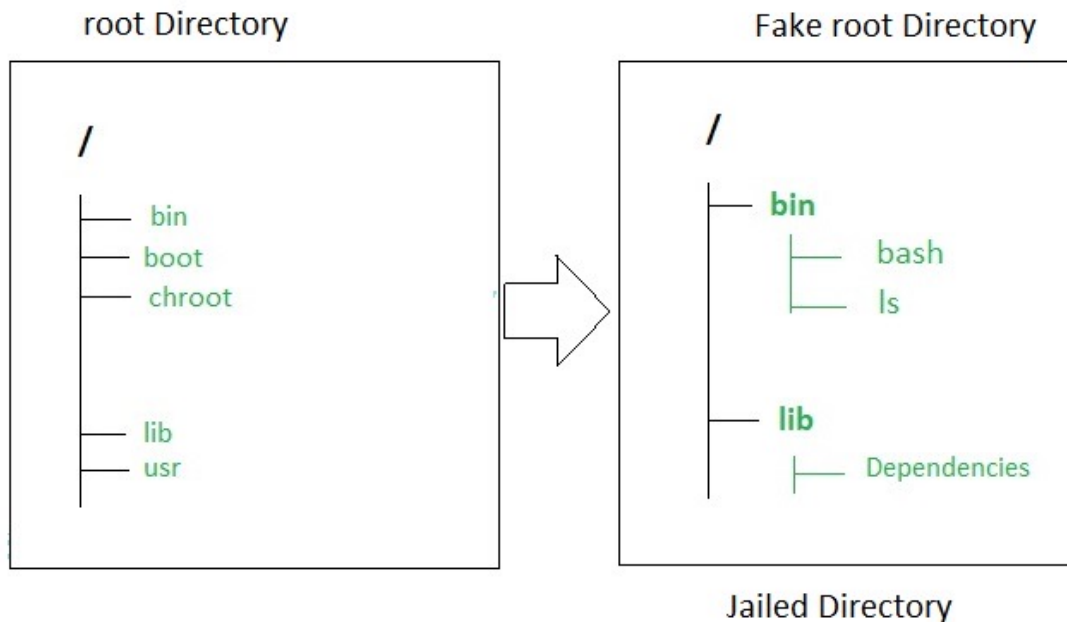 root Directory
/
bin
boot
chroot
lib
usr
Fake root Directory
/
bin
bash
ls
lib
Dependencies
Jailed Directory